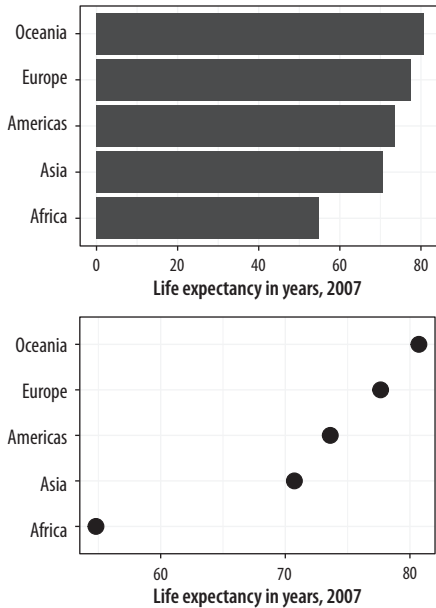 Oceania
Europe
Americas
Asia
Africa
0 20 40 60 80
Life expectancy in years, 2007
Oceania
Europe
Americas
Asia
Africa
60 70 80
Life expectancy in years, 2007